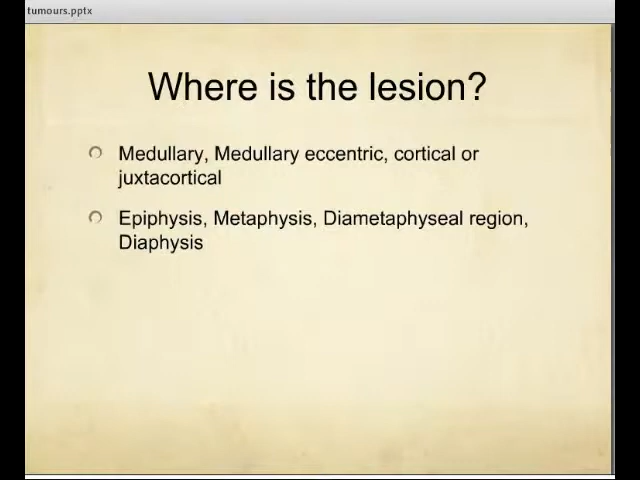 tumours.pptx
Where is the lesion?
Medullary, Medullary eccentric, cortical or
juxtacortical
Epiphysis, Metaphysis, Diametaphyseal region,
Diaphysis